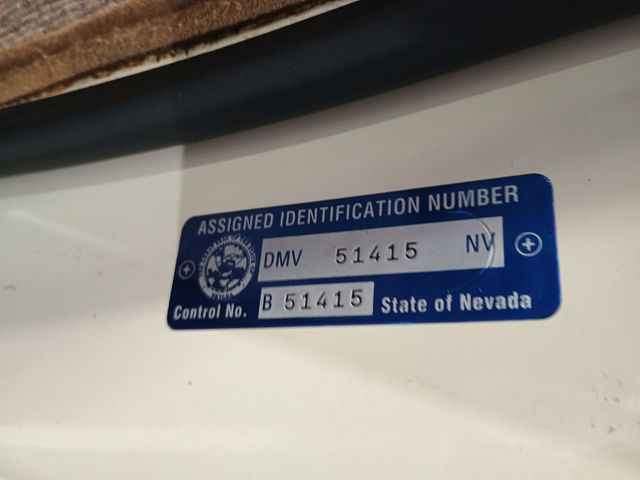 ASSIGNED IDENTIFICATION NUMBER
DMV 51415 NV
B 51415
Control No. State of Nevada